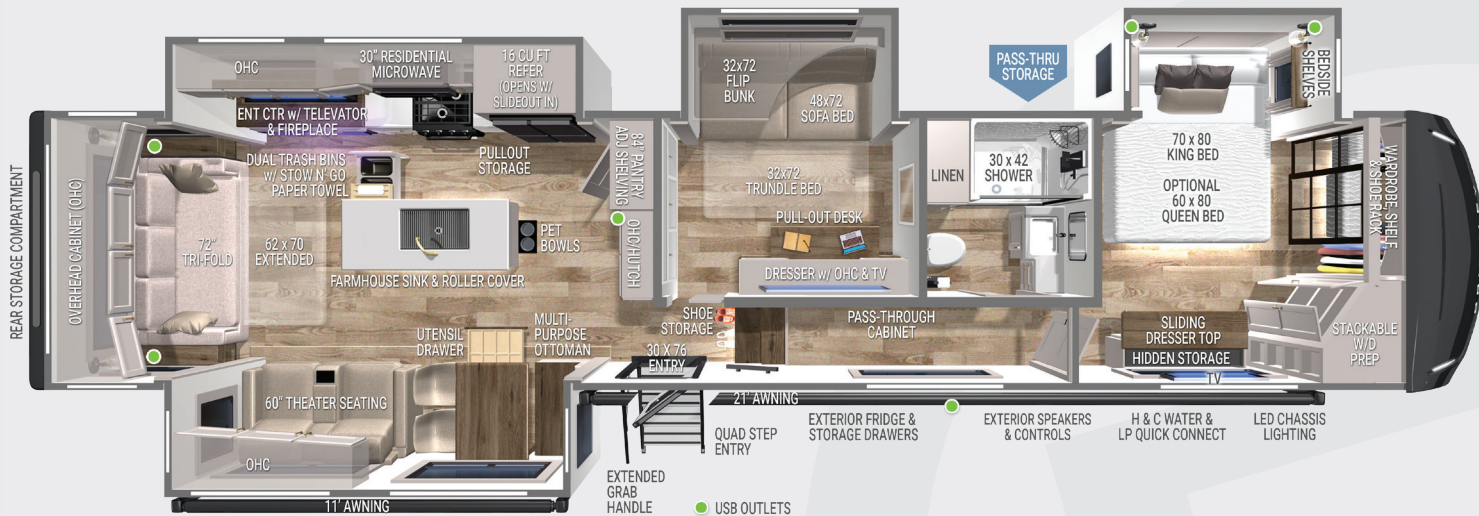 OHC
30" RESIDENTIAL
MICROWAVE
16 CU FT
REFER
(OPENS W/
SLIDEOUT IN)
ENT CTR w/ TELEVATOR
& FIREPLACE
DUAL TRASH BINS
w/ STOW N' GO
PAPER TOWEL
PULLOUT
STORAGE
84" PANTRY
ADJ SHELVING
OHC/HUTCH
REAR STORAGE COMPARTMENT
OVERHEAD CABINET (OHC)
72"
TRI-FOLD
62 x 70
EXTENDED
PET
BOWLS
FARMHOUSE SINK & ROLLER COVER
UTENSIL
DRAWER
MULTI-
PURPOSE
OTTOMAN
60" THEATER SEATING
OHC
11' AWNING
32x72
FLIP
BUNK
48x72
SOFA BED
32x72
TRUNDLE BED
PULL-OUT DESK
DRESSER w/ OHC & TV
SHOE
STORAGE
30 X 76
ENTRY
PASS-THROUGH
CABINET
PASS-THRU
STORAGE
LINEN
30 x 42
SHOWER
BEDSIDE
SHELVES
70 x 80
KING BED
OPTIONAL
60 x 80
QUEEN BED
WARDROBE, SHELF
& SHOE RACK
SLIDING
DRESSER TOP
HIDDEN STORAGE
TV
STACKABLE
W/D
PREP
21' AWNING
QUAD STEP
ENTRY
EXTENDED
GRAB
HANDLE
EXTERIOR FRIDGE &
STORAGE DRAWERS
EXTERIOR SPEAKERS
& CONTROLS
H & C WATER &
LP QUICK CONNECT
LED CHASSIS
LIGHTING
USB OUTLETS